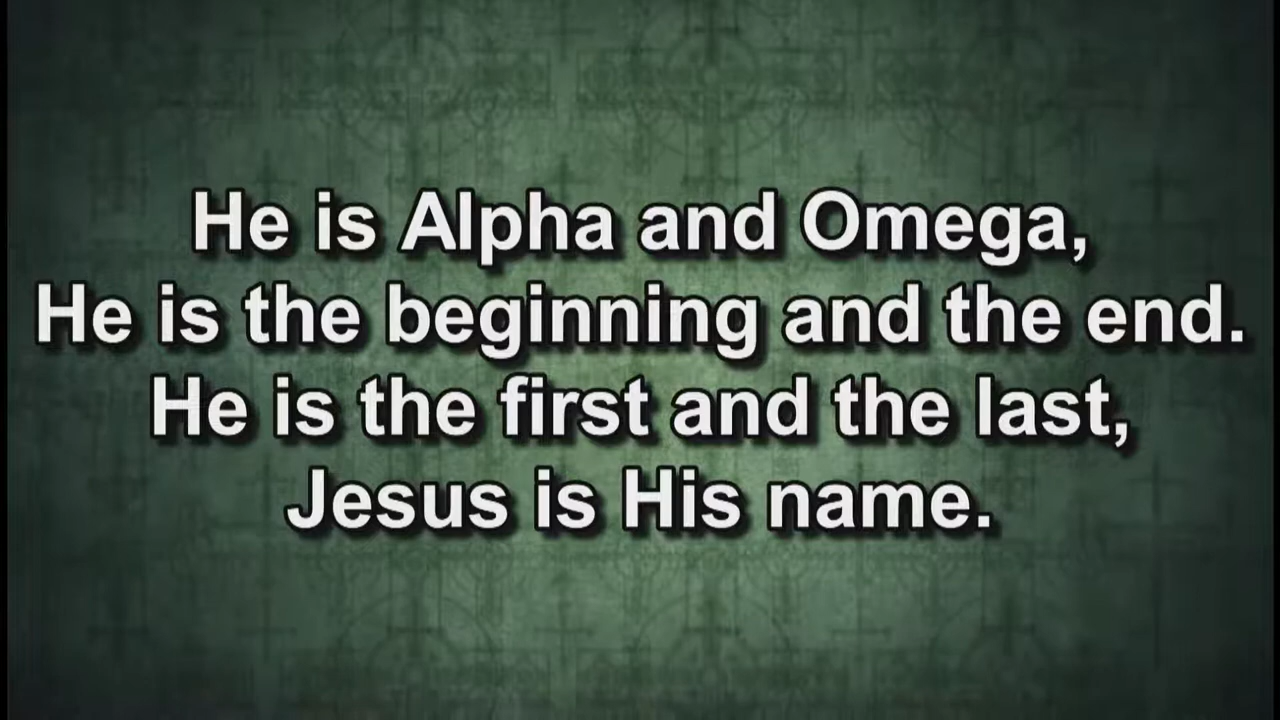 He is Alpha and Omega,
He is the beginning and the end.
He is the first and the last,
Jesus is His name.